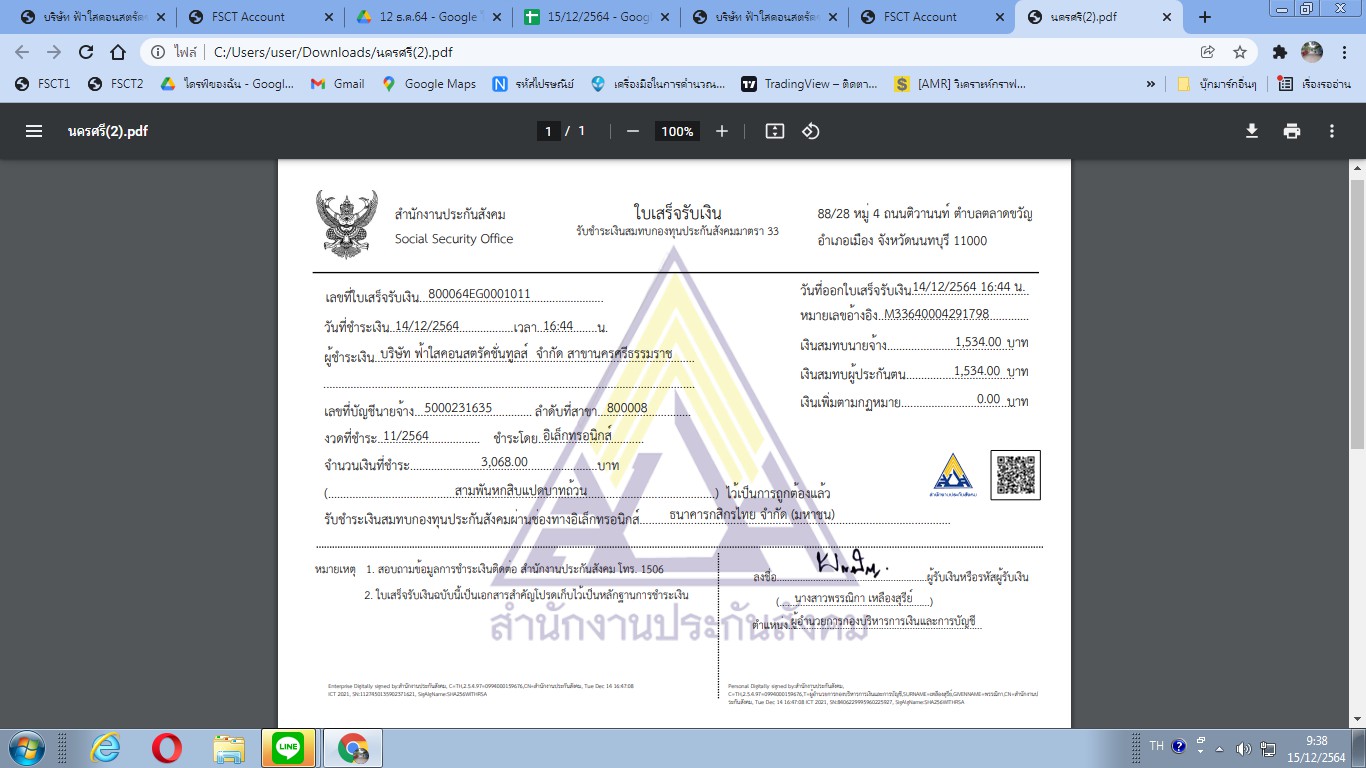 บริษัท ฟ้าใสคอนสตรัคชั่น
FSCT Account
12 ธ.ค.64 - Google
15/12/2564 - Goog
บริษัท ฟ้าใสคอนสตรัคชั่น
FSCT Account
นครศรี(2).pdf
ไฟล์ C:/Users/user/Downloads/นครศรี(2).pdf
FSCT1 FSCT2 ไดรฟ์ของฉัน - Googl... Gmail Google Maps รหัสไปรษณีย์ เครื่องมือในการคำนวณ... TradingView – ติดตา... [AMR] วิเคราะห์กราฟ... » บุ๊กมาร์กอื่นๆ เรื่องรออ่าน
นครศรี(2).pdf 1 / 1 100%
สำนักงานประกันสังคม
Social Security Office
ใบเสร็จรับเงิน
รับชำระเงินสมทบกองทุนประกันสังคมมาตรา 33
88/28 หมู่ 4 ถนนติวานนท์ ตำบลตลาดขวัญ
อำเภอเมือง จังหวัดนนทบุรี 11000
เลขที่ใบเสร็จรับเงิน 800064EG0001011
วันที่ชำระเงิน 14/12/2564 เวลา 16:44 น.
ผู้ชำระเงิน บริษัท ฟ้าใสคอนสตรัคชั่นทูลส์ จำกัด สาขานครศรีธรรมราช
เลขที่บัญชีนายจ้าง 5000231635 ลำดับที่สาขา 800008
งวดที่ชำระ 11/2564 ชำระโดย อิเล็กทรอนิกส์
จำนวนเงินที่ชำระ 3,068.00 บาท
(สามพันหกสิบแปดบาทถ้วน) ไว้เป็นการถูกต้องแล้ว
รับชำระเงินสมทบกองทุนประกันสังคมผ่านช่องทางอิเล็กทรอนิกส์ ธนาคารกสิกรไทย จำกัด (มหาชน)
วันที่ออกใบเสร็จรับเงิน 14/12/2564 16:44 น.
หมายเลขอ้างอิง M33640004291798
เงินสมทบนายจ้าง 1,534.00 บาท
เงินสมทบผู้ประกันตน 1,534.00 บาท
เงินเพิ่มตามกฎหมาย 0.00 บาท
สำนักงานประกันสังคม
หมายเหตุ 1. สอบถามข้อมูลการชำระเงินติดต่อ สำนักงานประกันสังคม โทร. 1506
2. ใบเสร็จรับเงินฉบับนี้เป็นเอกสารสำคัญโปรดเก็บไว้เป็นหลักฐานการชำระเงิน
ลงชื่อ ผู้รับเงินหรือรหัสผู้รับเงิน
(นางสาวพรรณิกา เหลืองสุรีย์)
ตำแหน่ง ผู้อำนวยการกองบริหารการเงินและการบัญชี
สำนักงานประกันสังคม
Enterprise Digitally signed by:สำนักงานประกันสังคม, C=TH,2.5.4.97=0994000159676,CN=สำนักงานประกันสังคม, Tue Dec 14 16:47:08
ICT 2021, SN:1127450135902371621, SigAlgName:SHA256WITHRSA
Personal Digitally signed by:สำนักงานประกันสังคม,
C=TH,2.5.4.97=0994000159676,T=ผู้อำนวยการกองบริหารการเงินและการบัญชี,SURNAME=เหลืองสุรีย์,GIVENNAME=พรรณิกา,CN=สำนักงานป
ระกันสังคม, Tue Dec 14 16:47:08 ICT 2021, SN:8406229995960225927, SigAlgName:SHA256WITHRSA
LINE
TH
9:38
15/12/2564